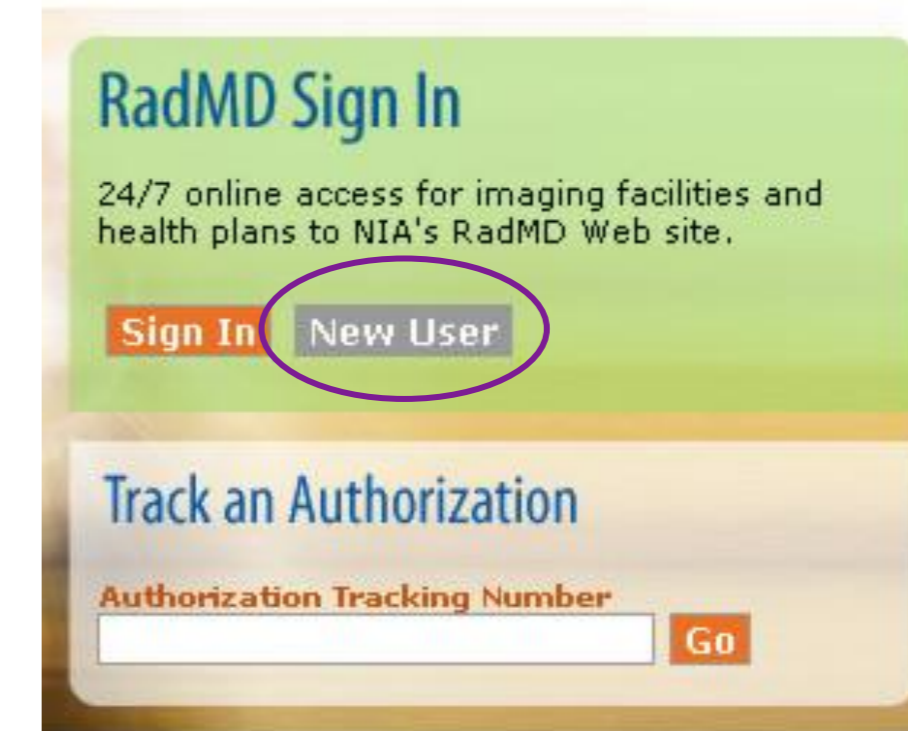 RadMD Sign In
24/7 online access for imaging facilities and
health plans to NIA's RadMD Web site.
Sign In New User
Track an Authorization
Authorization Tracking Number
Go